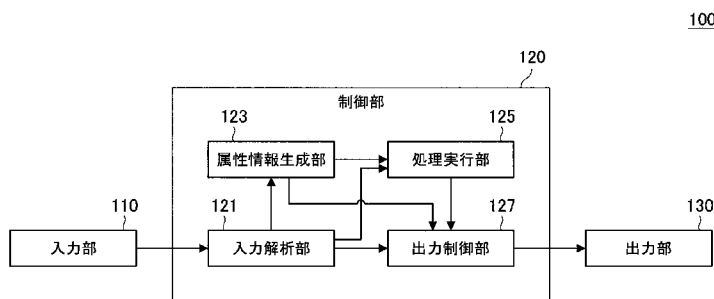 100
120
制御部
123
125
属性情報生成部
処理実行部
110
121
127
130
入力部
入力解析部
出力制御部
出力部